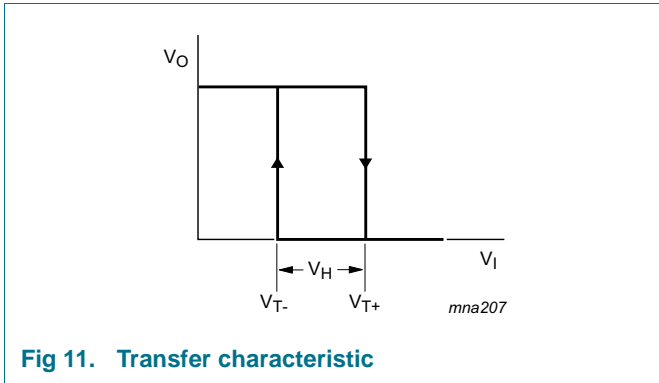 VO
VI
VH
VT-
VT+
mna207
Fig 11. Transfer characteristic